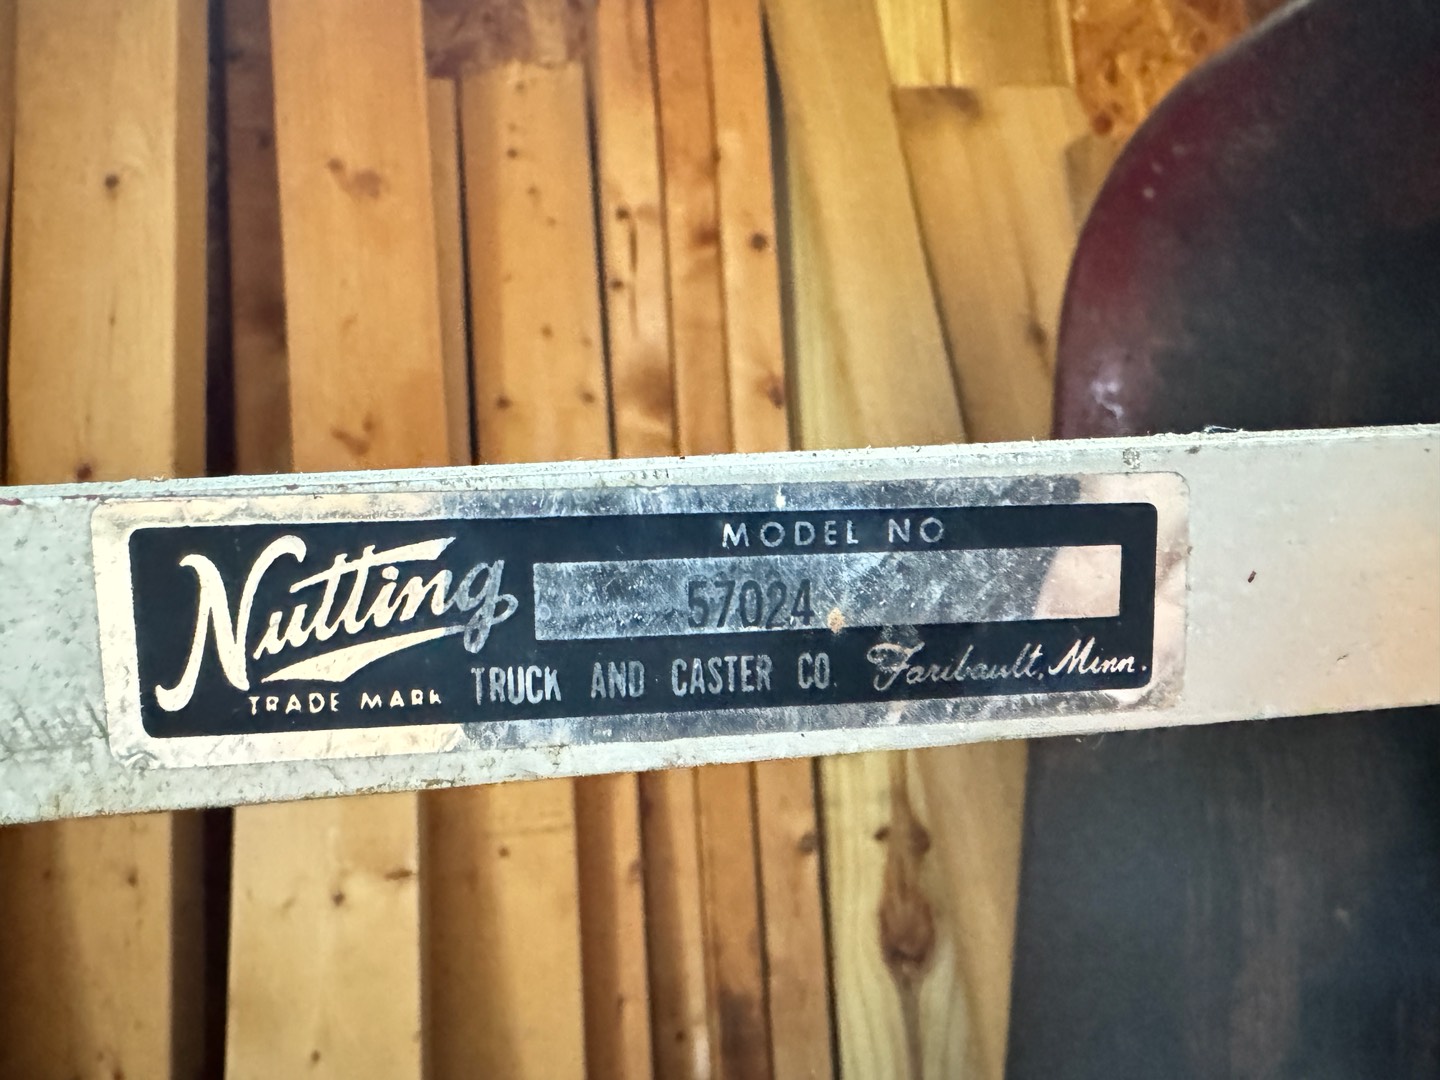 Nutting
TRADE MARK
MODEL NO
57024
TRUCK AND CASTER CO. Faribault, Minn.